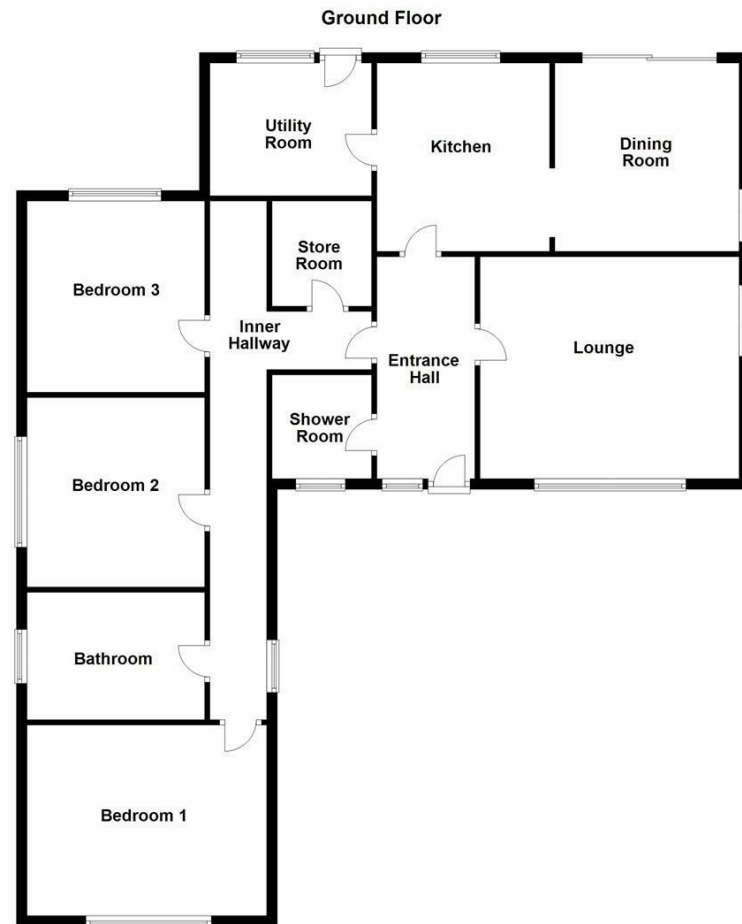 Ground Floor
Utility
Room
Kitchen
Dining
Room
Store
Room
Bedroom 3
Inner
Hallway
Entrance
Hall
Lounge
Shower
Room
Bedroom 2
Bathroom
Bedroom 1